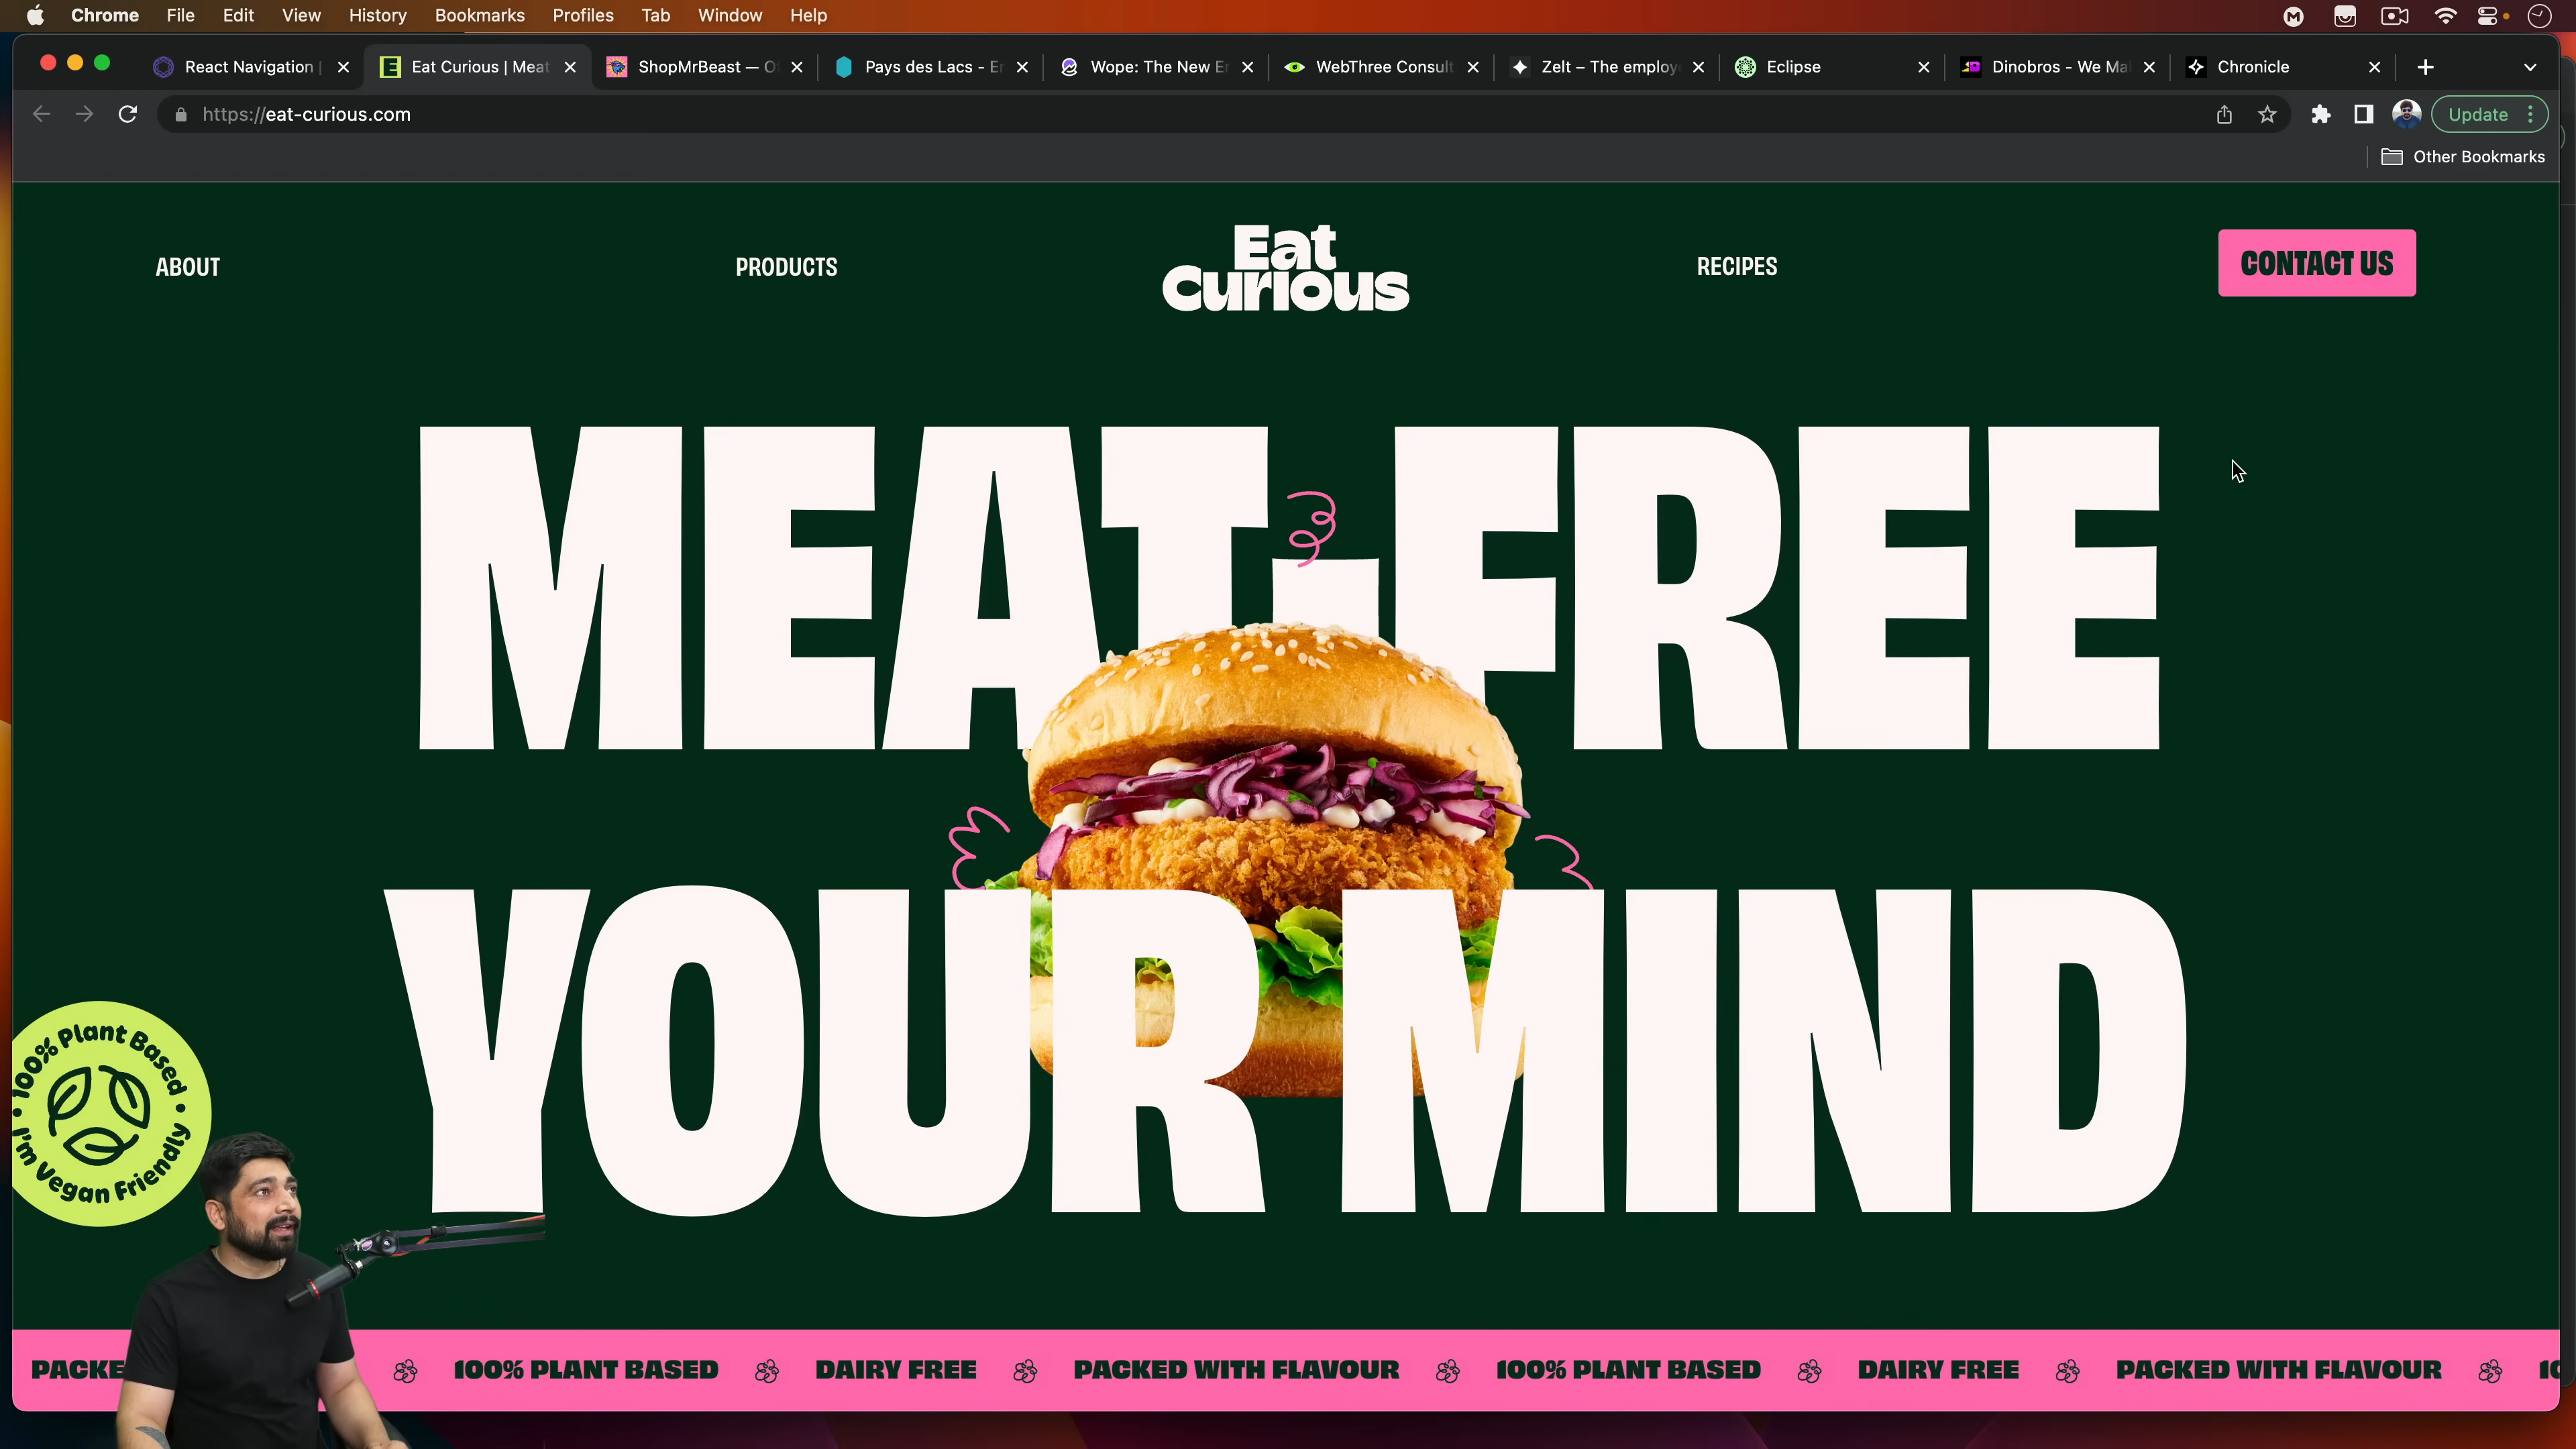 Chrome File Edit View History Bookmarks Profiles Tab Window Help
React Navigation | Eat Curious | Meat ShopMrBeast — O Pays des Lacs - E Wope: The New E WebThree Consult Zelt – The employ Eclipse Dinobros - We Ma Chronicle
https://eat-curious.com Update
Other Bookmarks
ABOUT PRODUCTS Eat RECIPES CONTACT US
Curious
MEAT-FREE
YOUR MIND
100% Plant Based •
I'm Vegan Friendly •
PACKE 100% PLANT BASED DAIRY FREE PACKED WITH FLAVOUR 100% PLANT BASED DAIRY FREE PACKED WITH FLAVOUR 10